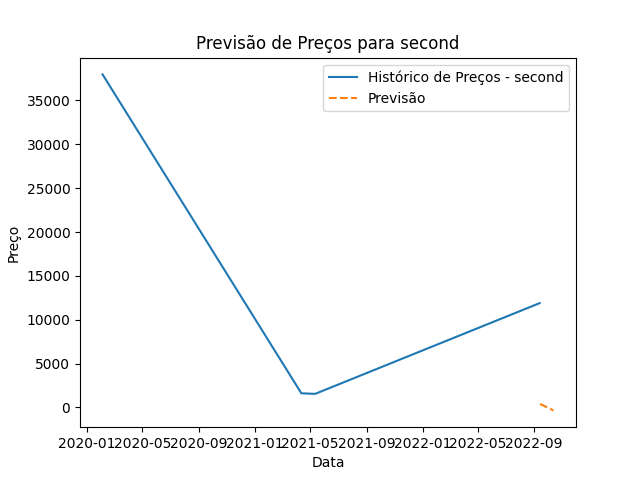 Previsão de Preços para second
Histórico de Preços - second
Previsão
Preço
35000
30000
25000
20000
15000
10000
5000
0
2020-01 2020-05 2020-09 2021-01 2021-05 2021-09 2022-01 2022-05 2022-09
Data